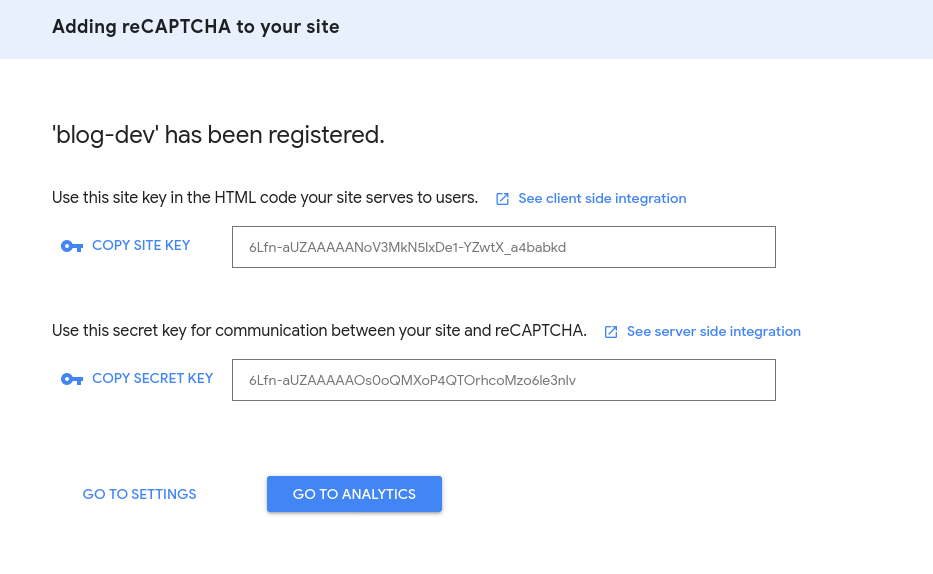 Adding reCAPTCHA to your site
'blog-dev' has been registered.
Use this site key in the HTML code your site serves to users. See client side integration
COPY SITE KEY 6Lfn-aUZAAAAANoV3MkN5lxDe1-YZwtX_a4babkd
Use this secret key for communication between your site and reCAPTCHA. See server side integration
COPY SECRET KEY 6Lfn-aUZAAAAAOs0oQMXoP4QTOrhcoMzo6le3nlv
GO TO SETTINGS GO TO ANALYTICS